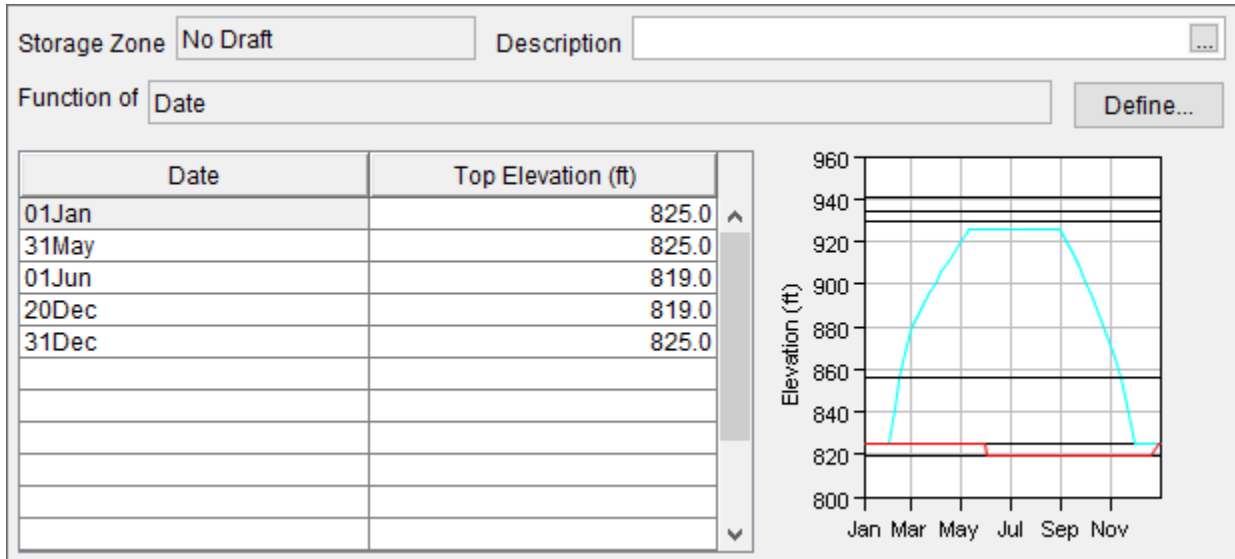 Storage Zone No Draft Description ...
Function of Date Define...
Date Top Elevation (ft)
01Jan 825.0
31May 825.0
01Jun 819.0
20Dec 819.0
31Dec 825.0
Elevation (ft)
960
940
920
900
880
860
840
820
800
Jan Mar May Jul Sep Nov